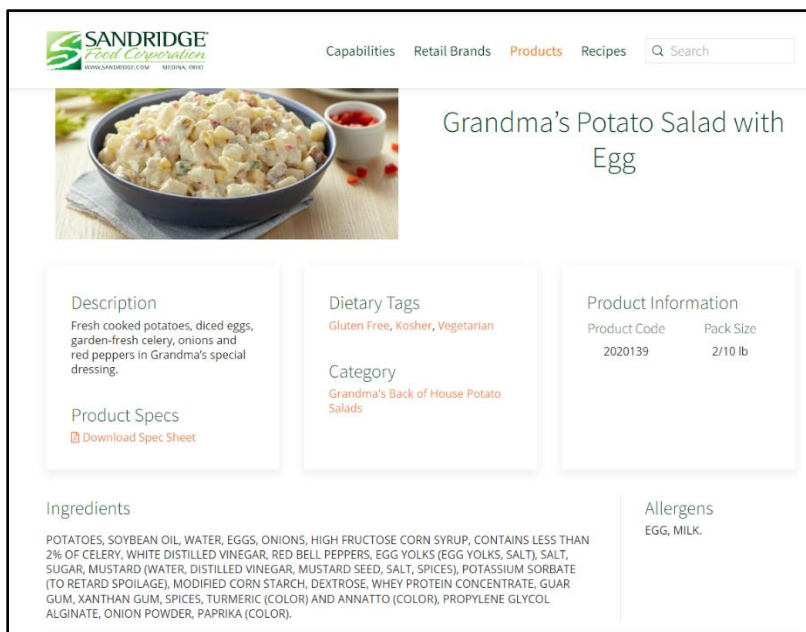 SANDRIDGE®
Food Corporation
WWW.SANDRIDGE.COM MEDINA, OHIO
Capabilities Retail Brands Products Recipes Search
Grandma's Potato Salad with
Egg
Description
Fresh cooked potatoes, diced eggs,
garden-fresh celery, onions and
red peppers in Grandma's special
dressing.
Product Specs
Download Spec Sheet
Dietary Tags
Gluten Free, Kosher, Vegetarian
Category
Grandma's Back of House Potato
Salads
Product Information
Product Code Pack Size
2020139 2/10 lb
Ingredients
POTATOES, SOYBEAN OIL, WATER, EGGS, ONIONS, HIGH FRUCTOSE CORN SYRUP, CONTAINS LESS THAN
2% OF CELERY, WHITE DISTILLED VINEGAR, RED BELL PEPPERS, EGG YOLKS (EGG YOLKS, SALT), SALT,
SUGAR, MUSTARD (WATER, DISTILLED VINEGAR, MUSTARD SEED, SALT, SPICES), POTASSIUM SORBATE
(TO RETARD SPOILAGE), MODIFIED CORN STARCH, DEXTROSE, WHEY PROTEIN CONCENTRATE, GUAR
GUM, XANTHAN GUM, SPICES, TURMERIC (COLOR) AND ANNATTO (COLOR), PROPYLENE GLYCOL
ALGINATE, ONION POWDER, PAPRIKA (COLOR).
Allergens
EGG, MILK.